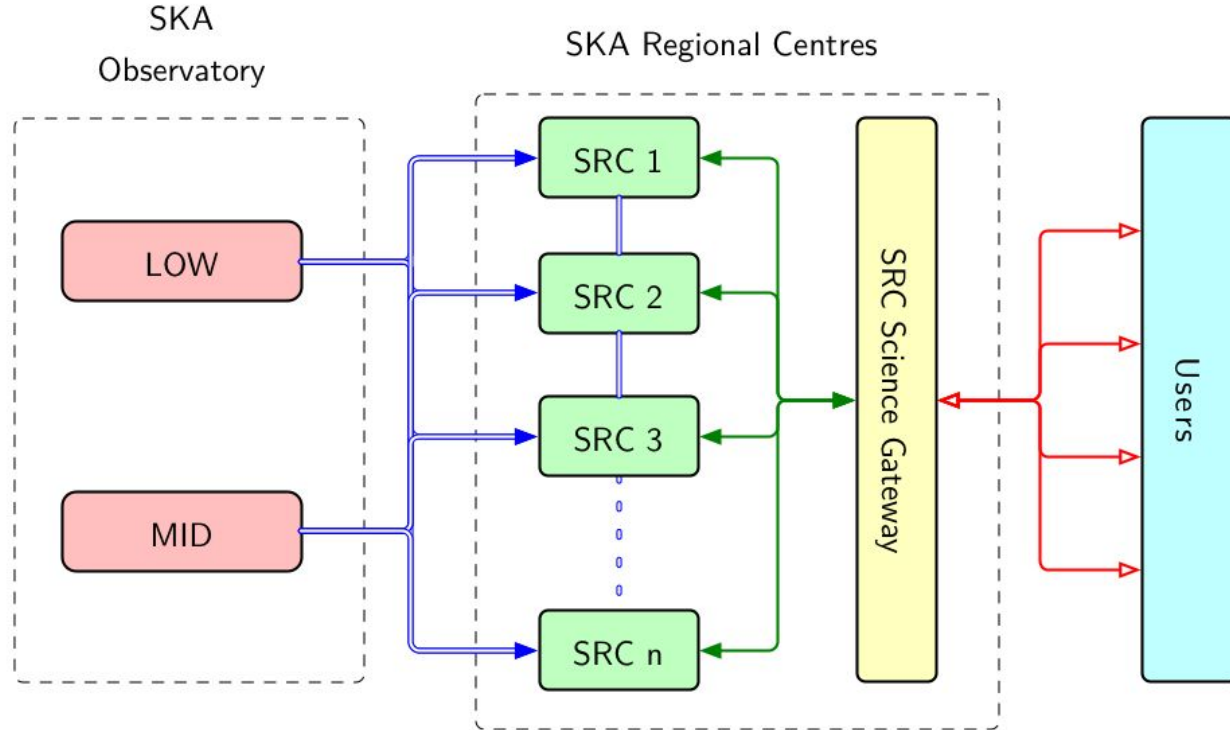 SKA
Observatory
SKA Regional Centres
LOW
MID
SRC 1
SRC 2
SRC 3
SRC n
SRC Science Gateway
Users